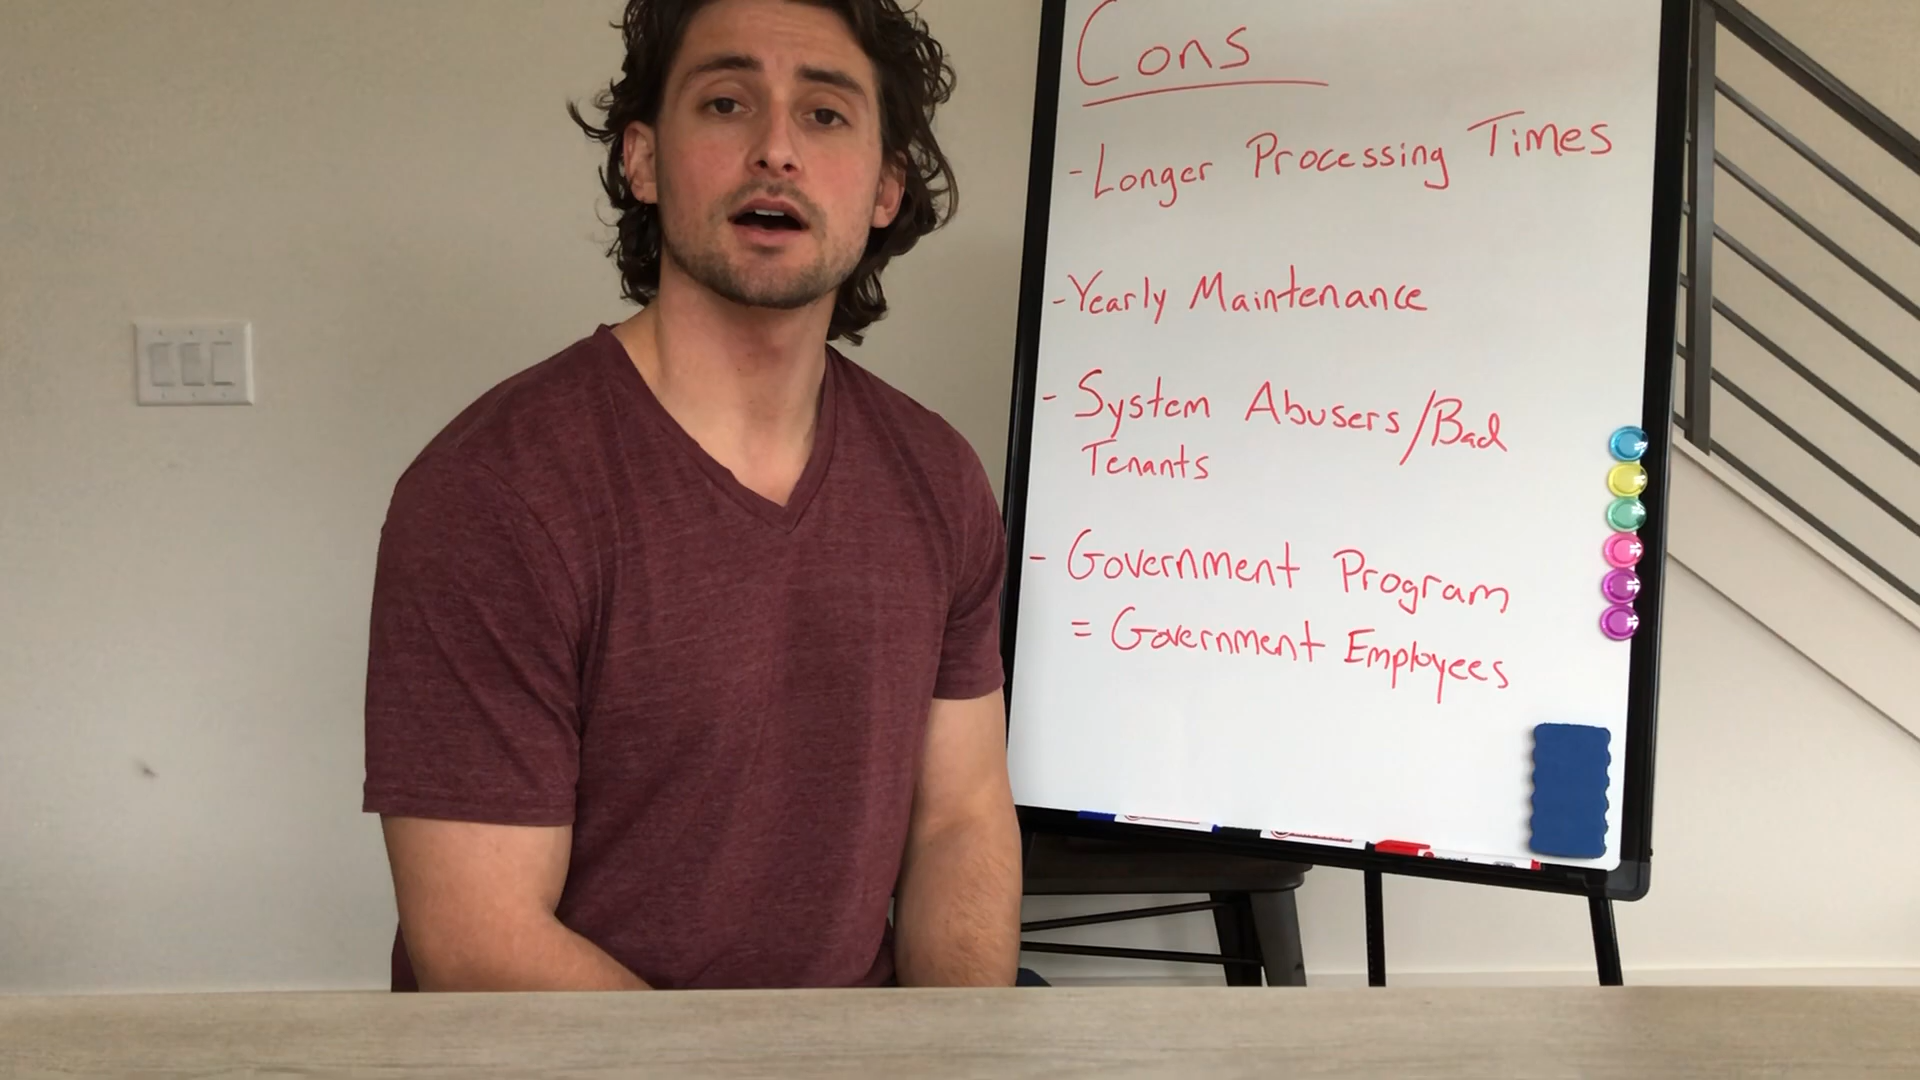 Cons
-Longer Processing Times
-Yearly Maintenance
- System Abusers/Bad
Tenants
- Government Program
= Government Employees